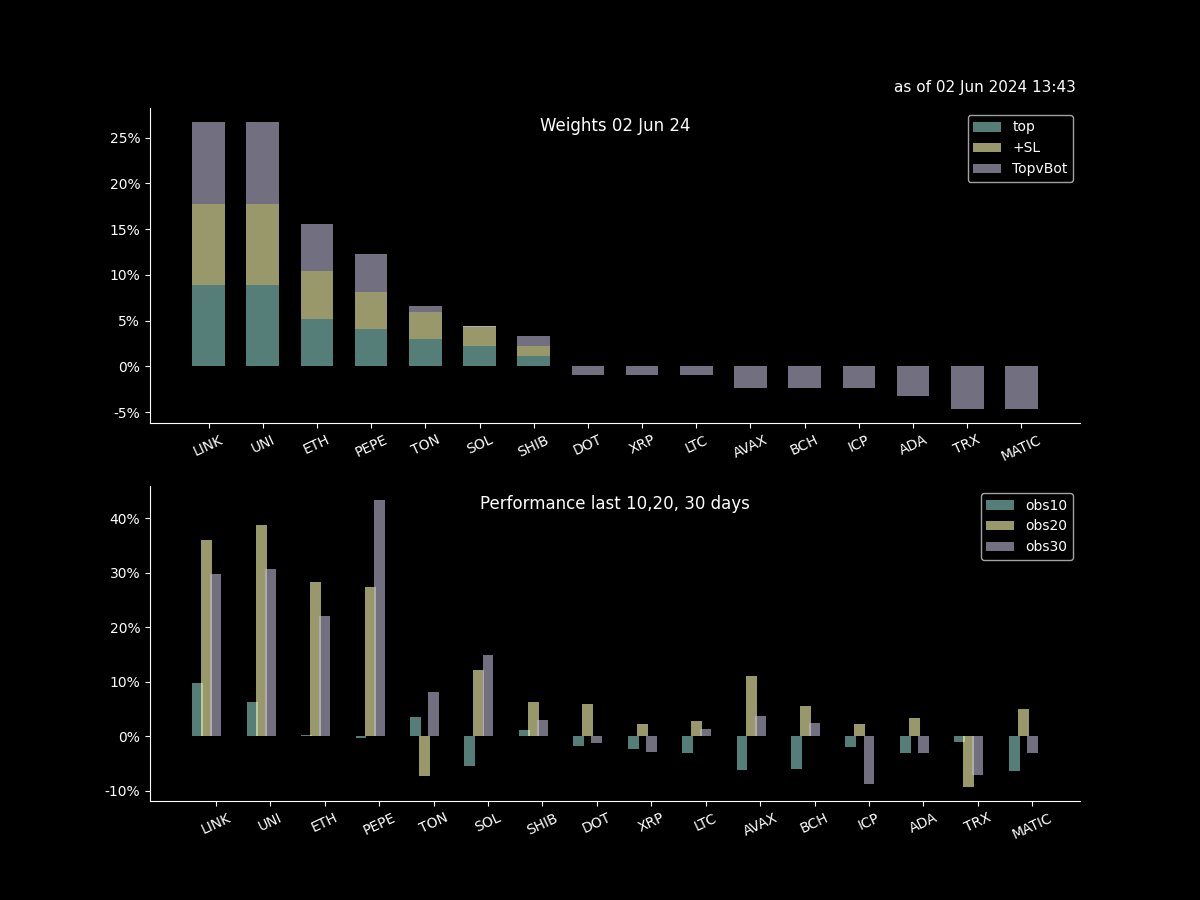 as of 02 Jun 2024 13:43
Weights 02 Jun 24
top
+SL
TopvBot
25%
20%
15%
10%
5%
0%
-5%
LINK UNI ETH PEPE TON SOL SHIB DOT XRP LTC AVAX BCH ICP ADA TRX MATIC
Performance last 10,20, 30 days
obs10
obs20
obs30
40%
30%
20%
10%
0%
-10%
LINK UNI ETH PEPE TON SOL SHIB DOT XRP LTC AVAX BCH ICP ADA TRX MATIC